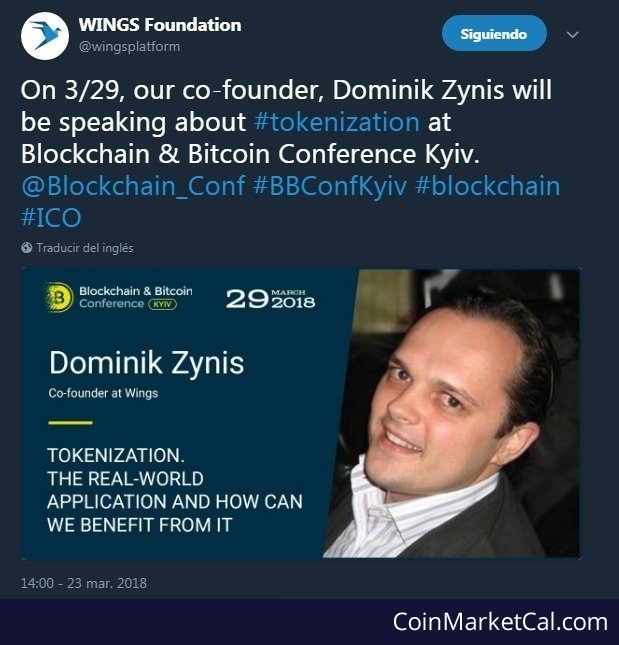 WINGS Foundation
@wingsplatform
Siguiendo
On 3/29, our co-founder, Dominik Zynis will
be speaking about #tokenization at
Blockchain & Bitcoin Conference Kyiv.
@Blockchain_Conf #BBConfKyiv #blockchain
#ICO
Traducir del inglés
Blockchain & Bitcoin
Conference KYIV
29 MARCH
2018
Dominik Zynis
Co-founder at Wings
TOKENIZATION.
THE REAL-WORLD
APPLICATION AND HOW CAN
WE BENEFIT FROM IT
14:00 - 23 mar. 2018
CoinMarketCal.com